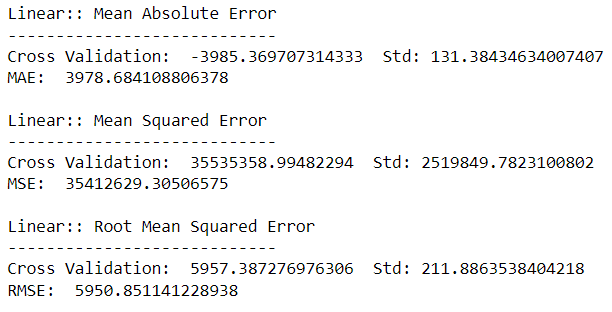 Linear:: Mean Absolute Error
----------------------------
Cross Validation:  -3985.369707314333  Std: 131.38434634007407
MAE:  3978.684108806378
Linear:: Mean Squared Error
----------------------------
Cross Validation:  35535358.99482294  Std: 2519849.7823100802
MSE:  35412629.30506575
Linear:: Root Mean Squared Error
----------------------------
Cross Validation:  5957.387276976306  Std: 211.8863538404218
RMSE:  5950.851141228938